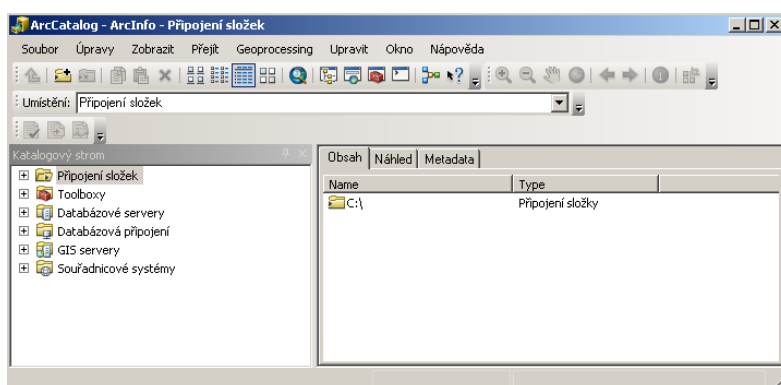 ArcCatalog - ArcInfo - Připojení složek
Soubor Úpravy Zobrazit Přejít Geoprocessing Upravit Okno Nápověda
Umístění: Připojení složek
Katalogový strom
Obsah Náhled Metadata
Připojení složek
Toolboxy
Databázové servery
Databázová připojení
GIS servery
Souřadnicové systémy
Name Type
C:\ Připojení složky